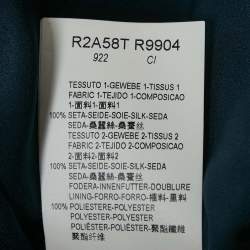 R2A58T R9904
922 CI
TESSUTO 1-GEWEBE 1-TISSUS 1
FABRIC 1-TEJIDO 1-COMPOSICAO
1-面料1-面料1
100% SETA-SEIDE-SOIE-SILK-SEDA
SEDA-桑蠶絲-桑蚕丝
TESSUTO 2-GEWEBE 2-TISSUS 2
FABRIC 2-TEJIDO 2-COMPOSICAO
2-面料2-面料2
100% SETA-SEIDE-SOIE-SILK-SEDA
SEDA-桑蠶絲-桑蚕丝
FODERA-INNENFUTTER-DOUBLURE
LINING-FORRO-FORRO-裡料-里料
100% POLIESTERE-POLYESTER
POLYESTER-POLYESTER
POLIÉSTER-POLIÉSTER-聚酯纖維
聚酯纤维